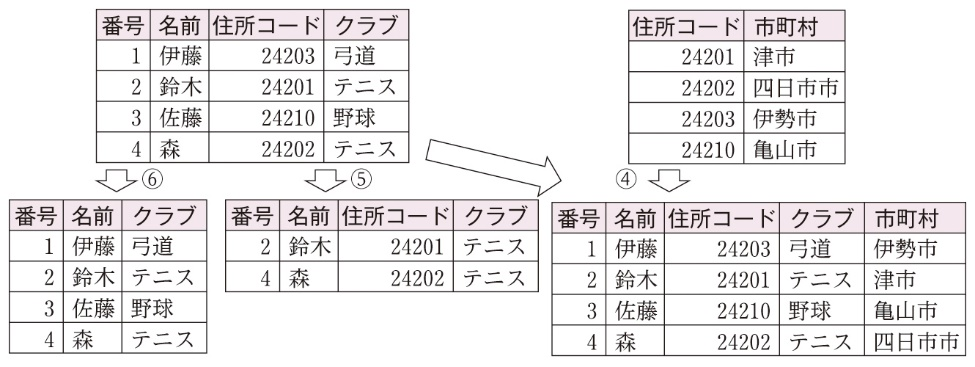 番号 名前 住所コード クラブ
1 伊藤 24203 弓道
2 鈴木 24201 テニス
3 佐藤 24210 野球
4 森 24202 テニス
住所コード 市町村
24201 津市
24202 四日市市
24203 伊勢市
24210 亀山市
⑥
⑤
④
番号 名前 クラブ
1 伊藤 弓道
2 鈴木 テニス
3 佐藤 野球
4 森 テニス
番号 名前 住所コード クラブ
2 鈴木 24201 テニス
4 森 24202 テニス
番号 名前 住所コード クラブ 市町村
1 伊藤 24203 弓道 伊勢市
2 鈴木 24201 テニス 津市
3 佐藤 24210 野球 亀山市
4 森 24202 テニス 四日市市